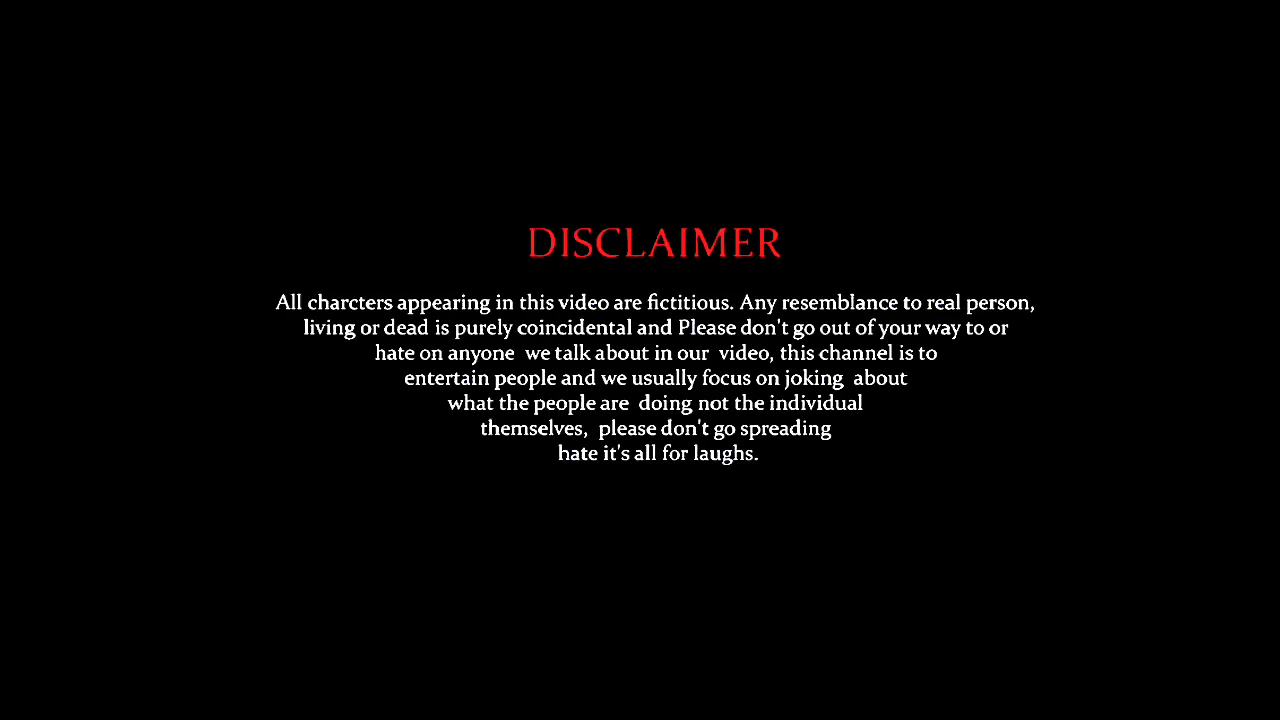 DISCLAIMER
All charcters appearing in this video are fictitious. Any resemblance to real person,
living or dead is purely coincidental and Please don't go out of your way to or
hate on anyone  we talk about in our  video, this channel is to
entertain people and we usually focus on joking  about
what the people are  doing not the individual
themselves,  please don't go spreading
hate it's all for laughs.